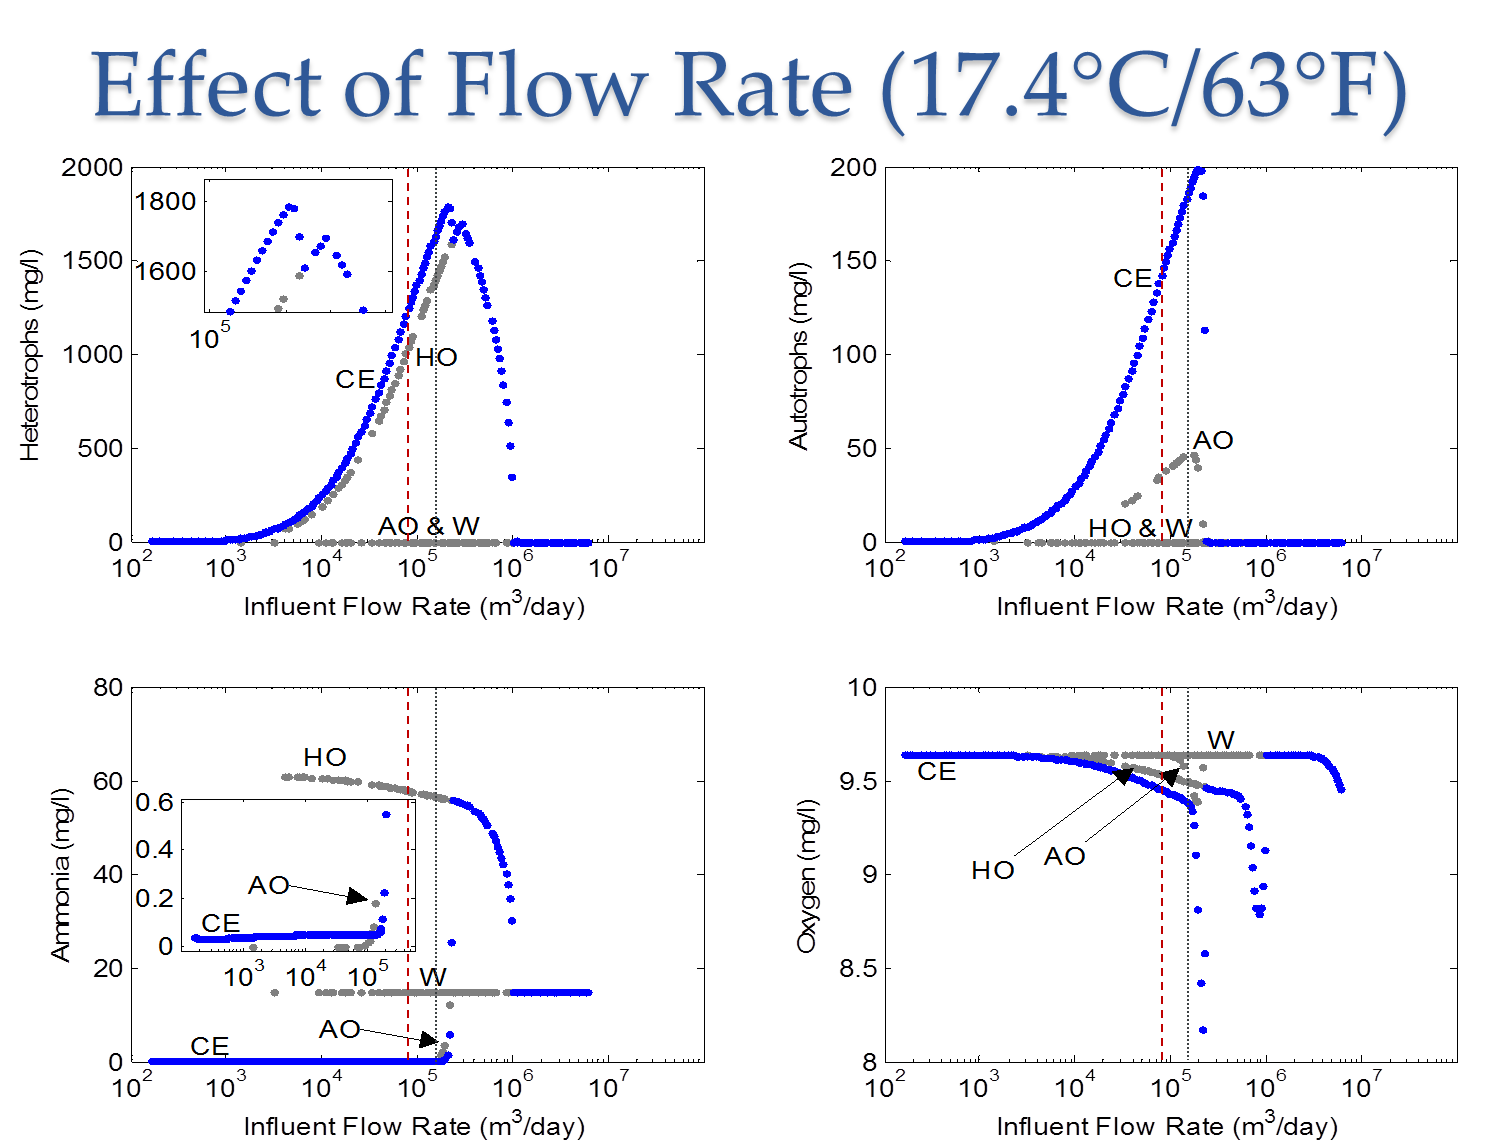 Effect of Flow Rate (17.4°C/63°F)
2000
1500
1000
500
0
Heterotrophs (mg/l)
1800
1600
10^5
CE
HO
AO & W
10^2 10^3 10^4 10^5 10^6 10^7
Influent Flow Rate (m^3/day)
200
150
100
50
0
Autotrophs (mg/l)
CE
AO
HO & W
10^2 10^3 10^4 10^5 10^6 10^7
Influent Flow Rate (m^3/day)
80
60
40
20
0
Ammonia (mg/l)
HO
0.6
0.4
0.2
0
AO
CE
10^3 10^4 10^5
W
AO
CE
10^2 10^3 10^4 10^5 10^6 10^7
Influent Flow Rate (m^3/day)
10
9.5
9
8.5
8
Oxygen (mg/l)
W
CE
HO
AO
10^2 10^3 10^4 10^5 10^6 10^7
Influent Flow Rate (m^3/day)